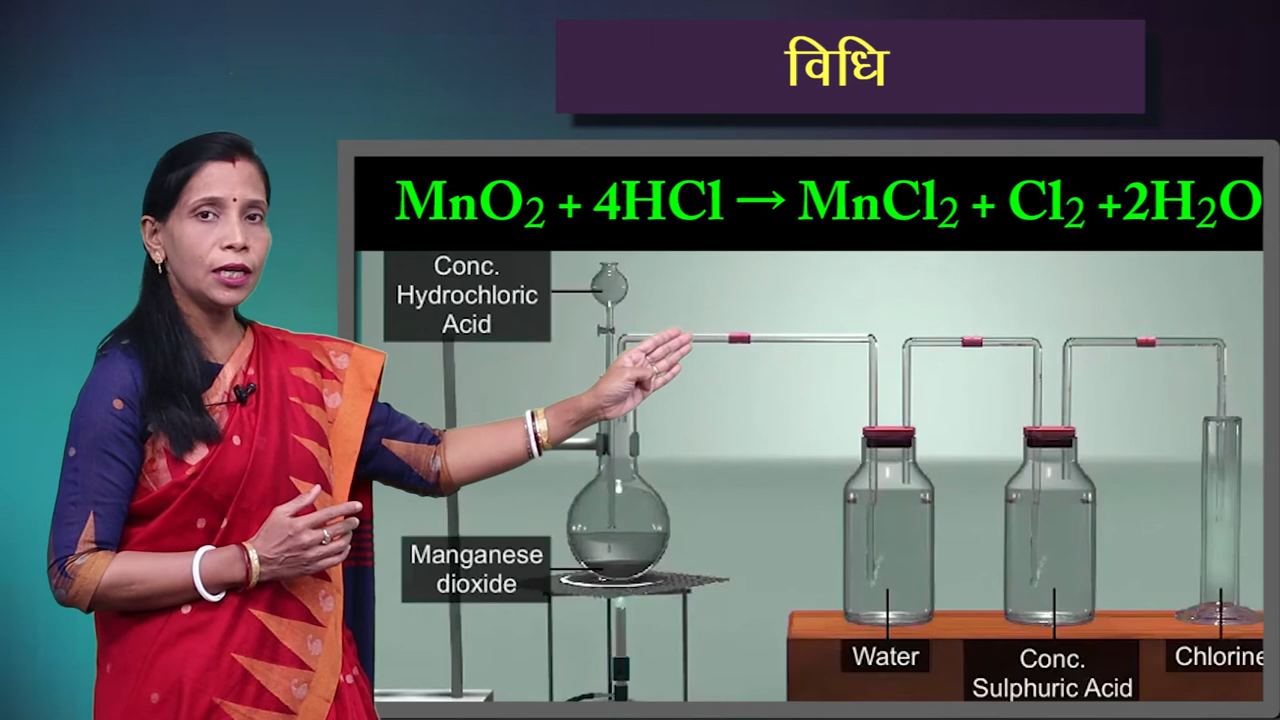 विधि
MnO₂ + 4HCl → MnCl₂ + Cl₂ +2H₂O
Conc.
Hydrochloric
Acid
Manganese
dioxide
Water
Conc.
Sulphuric Acid
Chlorine